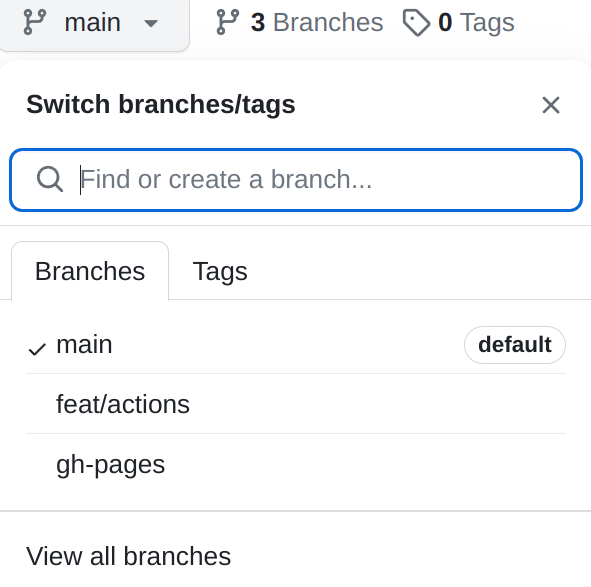 main 3 Branches 0 Tags
Switch branches/tags
Find or create a branch...
Branches Tags
main default
feat/actions
gh-pages
View all branches